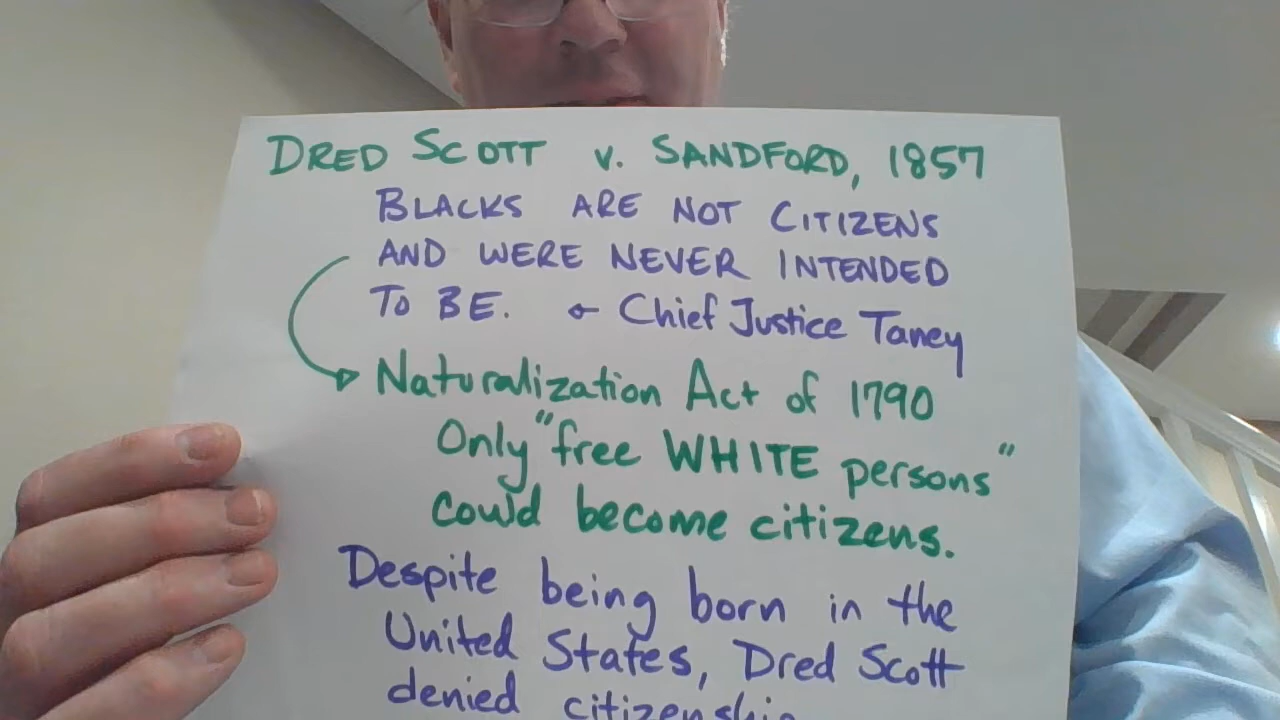 DRED SCOTT v. SANDFORD, 1857
BLACKS ARE NOT CITIZENS
AND WERE NEVER INTENDED
TO BE. ← Chief Justice Taney
→ Naturalization Act of 1790
Only "free WHITE persons"
could become citizens.
Despite being born in the
United States, Dred Scott
denied citizenship